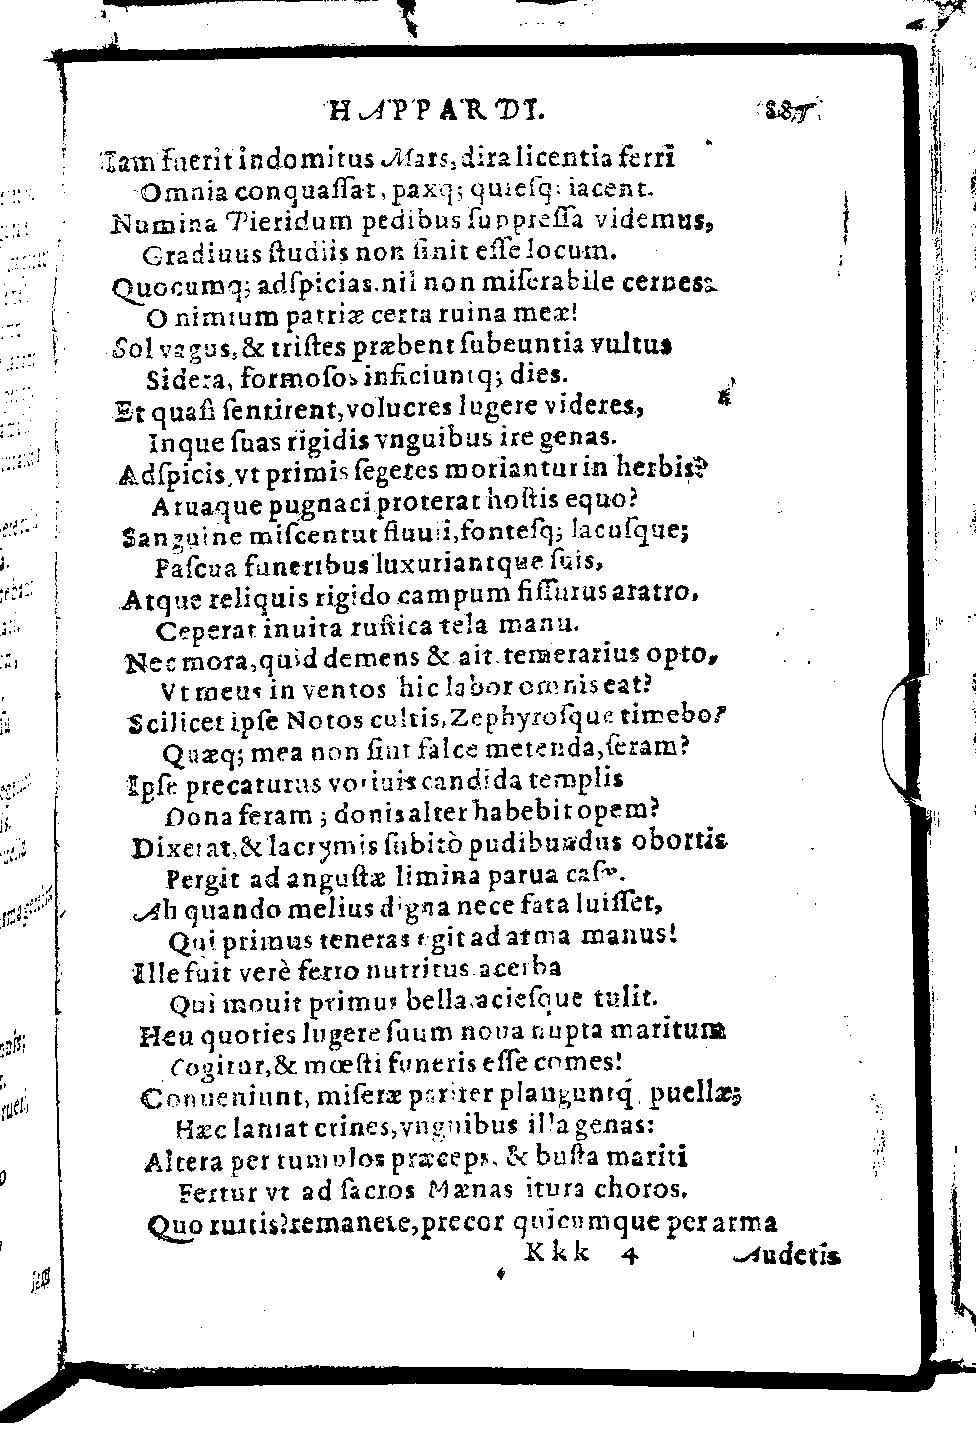 HAPPARDI. 887
Iam fuerit indomitus Mars, dira licentia ferri
Omnia conquaſſat, paxq; quieſq; iacent.
Numina Pieridum pedibus ſuppreſſa videmus,
Gradiuus ſtudiis non ſinit eſſe locum.
Quocumq; adſpicias, nil non miſerabile cernes:
O nimium patriæ certa ruina meæ!
Sol vagus, & triſtes præbent ſubeuntia vultus
Sidera, formoſos inficiuntq; dies.
Et quaſi ſentirent, volucres lugere videres,
Inque ſuas rigidis vnguibus ire genas.
Adſpicis, vt primis ſegetes moriantur in herbis?
Aruaque pugnaci proterat hoſtis equo?
Sanguine miſcentur fluuii, fonteſq; lacuſque;
Paſcua funeribus luxuriantque ſuis,
Atque reliquis rigido campum fiſſurus aratro,
Ceperat inuita ruſtica tela manu.
Nec mora, quid demens & ait temerarius opto,
Vt meus in ventos hic labor omnis eat?
Scilicet ipſe Notos cultis, Zephyroſque timebo?
Quæq; mea non ſint falce metenda, ſeram?
Ipſe precaturus votiuis candida templis
Dona feram; donis alter habebit opem?
Dixerat, & lacrymis ſubitò pudibundus obortis
Pergit ad anguſtæ limina parua caſæ.
Ah quando melius digna nece fata luiſſet,
Qui primus teneras egit ad arma manus!
Ille fuit verè ferro nutritus acerba
Qui mouit primus bella, acieſque tulit.
Heu quoties lugere ſuum noua nupta maritum
Cogitur, & mœſti funeris eſſe comes!
Conueniunt, miſeræ pariter planguntq́ puellæ;
Hæc laniat crines, vnguibus illa genas:
Altera per tumulos præceps, & buſta mariti
Fertur vt ad ſacros Mænas itura choros.
Quo ruitis? remanete, precor quicumque per arma
Kkk 4 Audetis